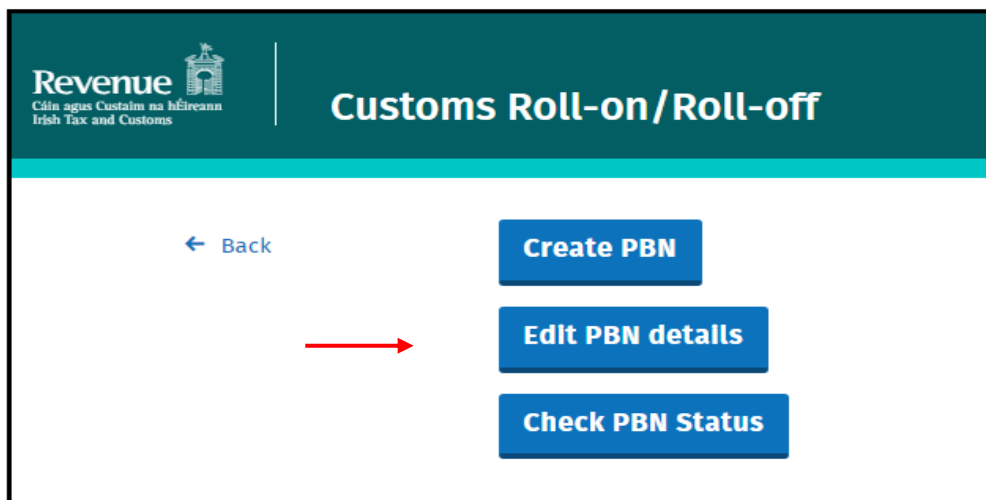 Revenue
Cáin agus Custaim na hÉireann
Irish Tax and Customs
Customs Roll-on/Roll-off
← Back
Create PBN
Edit PBN details
Check PBN Status